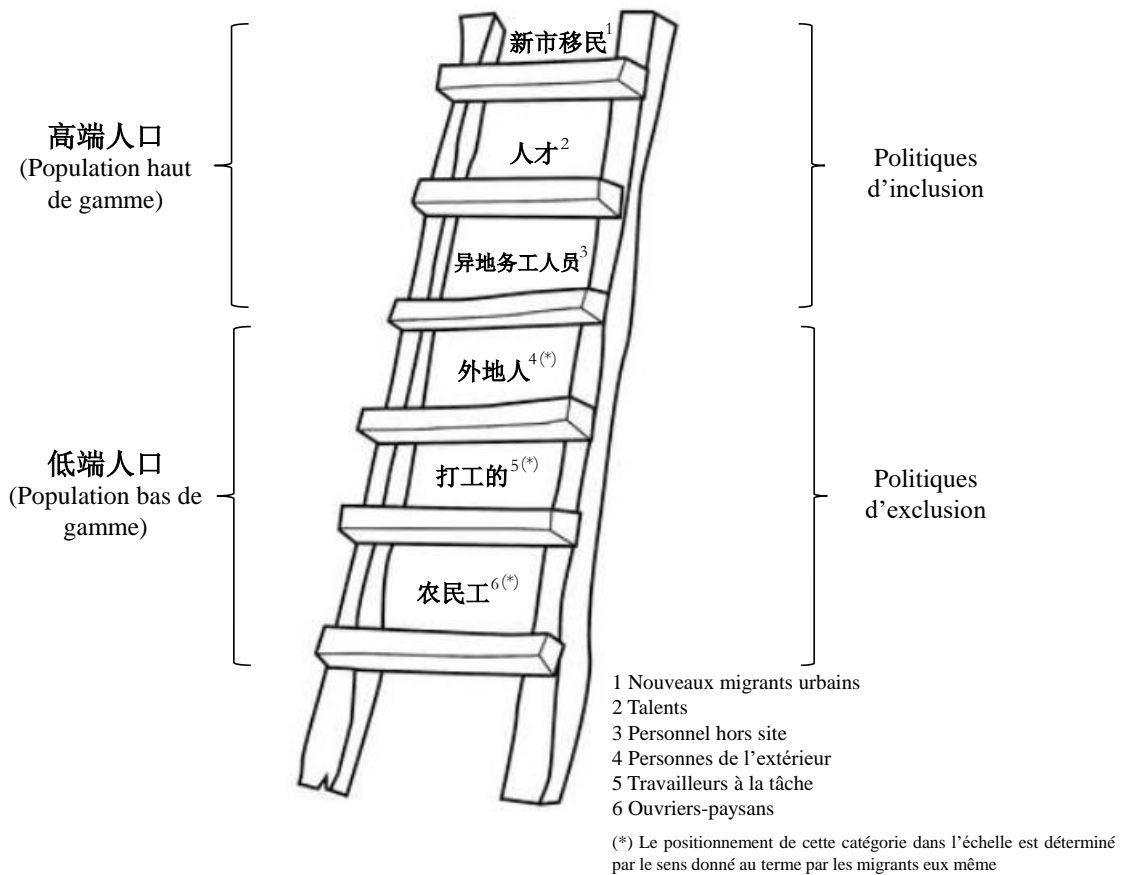 新市移民1
高端人口
(Population haut
de gamme)
人才2
Politiques
d’inclusion
异地务工人员3
外地人4(*)
低端人口
(Population bas de
gamme)
打工的5(*)
Politiques
d’exclusion
农民工6(*)
1 Nouveaux migrants urbains
2 Talents
3 Personnel hors site
4 Personnes de l’extérieur
5 Travailleurs à la tâche
6 Ouvriers-paysans
(*) Le positionnement de cette catégorie dans l’échelle est déterminé
par le sens donné au terme par les migrants eux même